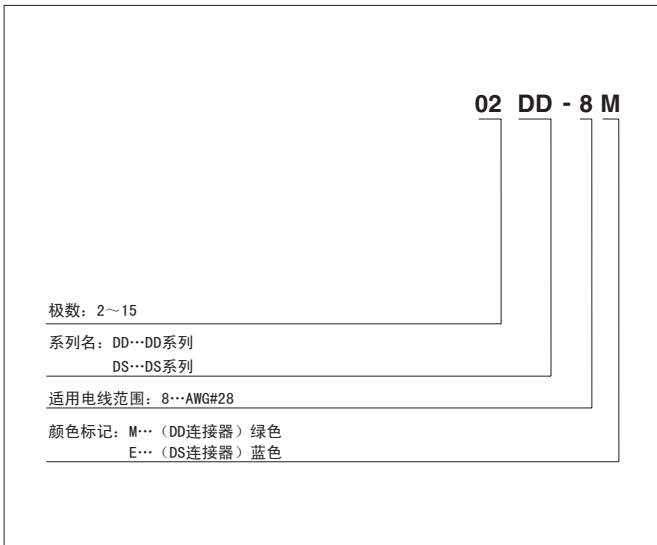 02 DD - 8 M
极数：2～15
系列名：DD…DD系列
DS…DS系列
适用电线范围：8…AWG#28
颜色标记：M…（DD连接器）绿色
E…（DS连接器）蓝色